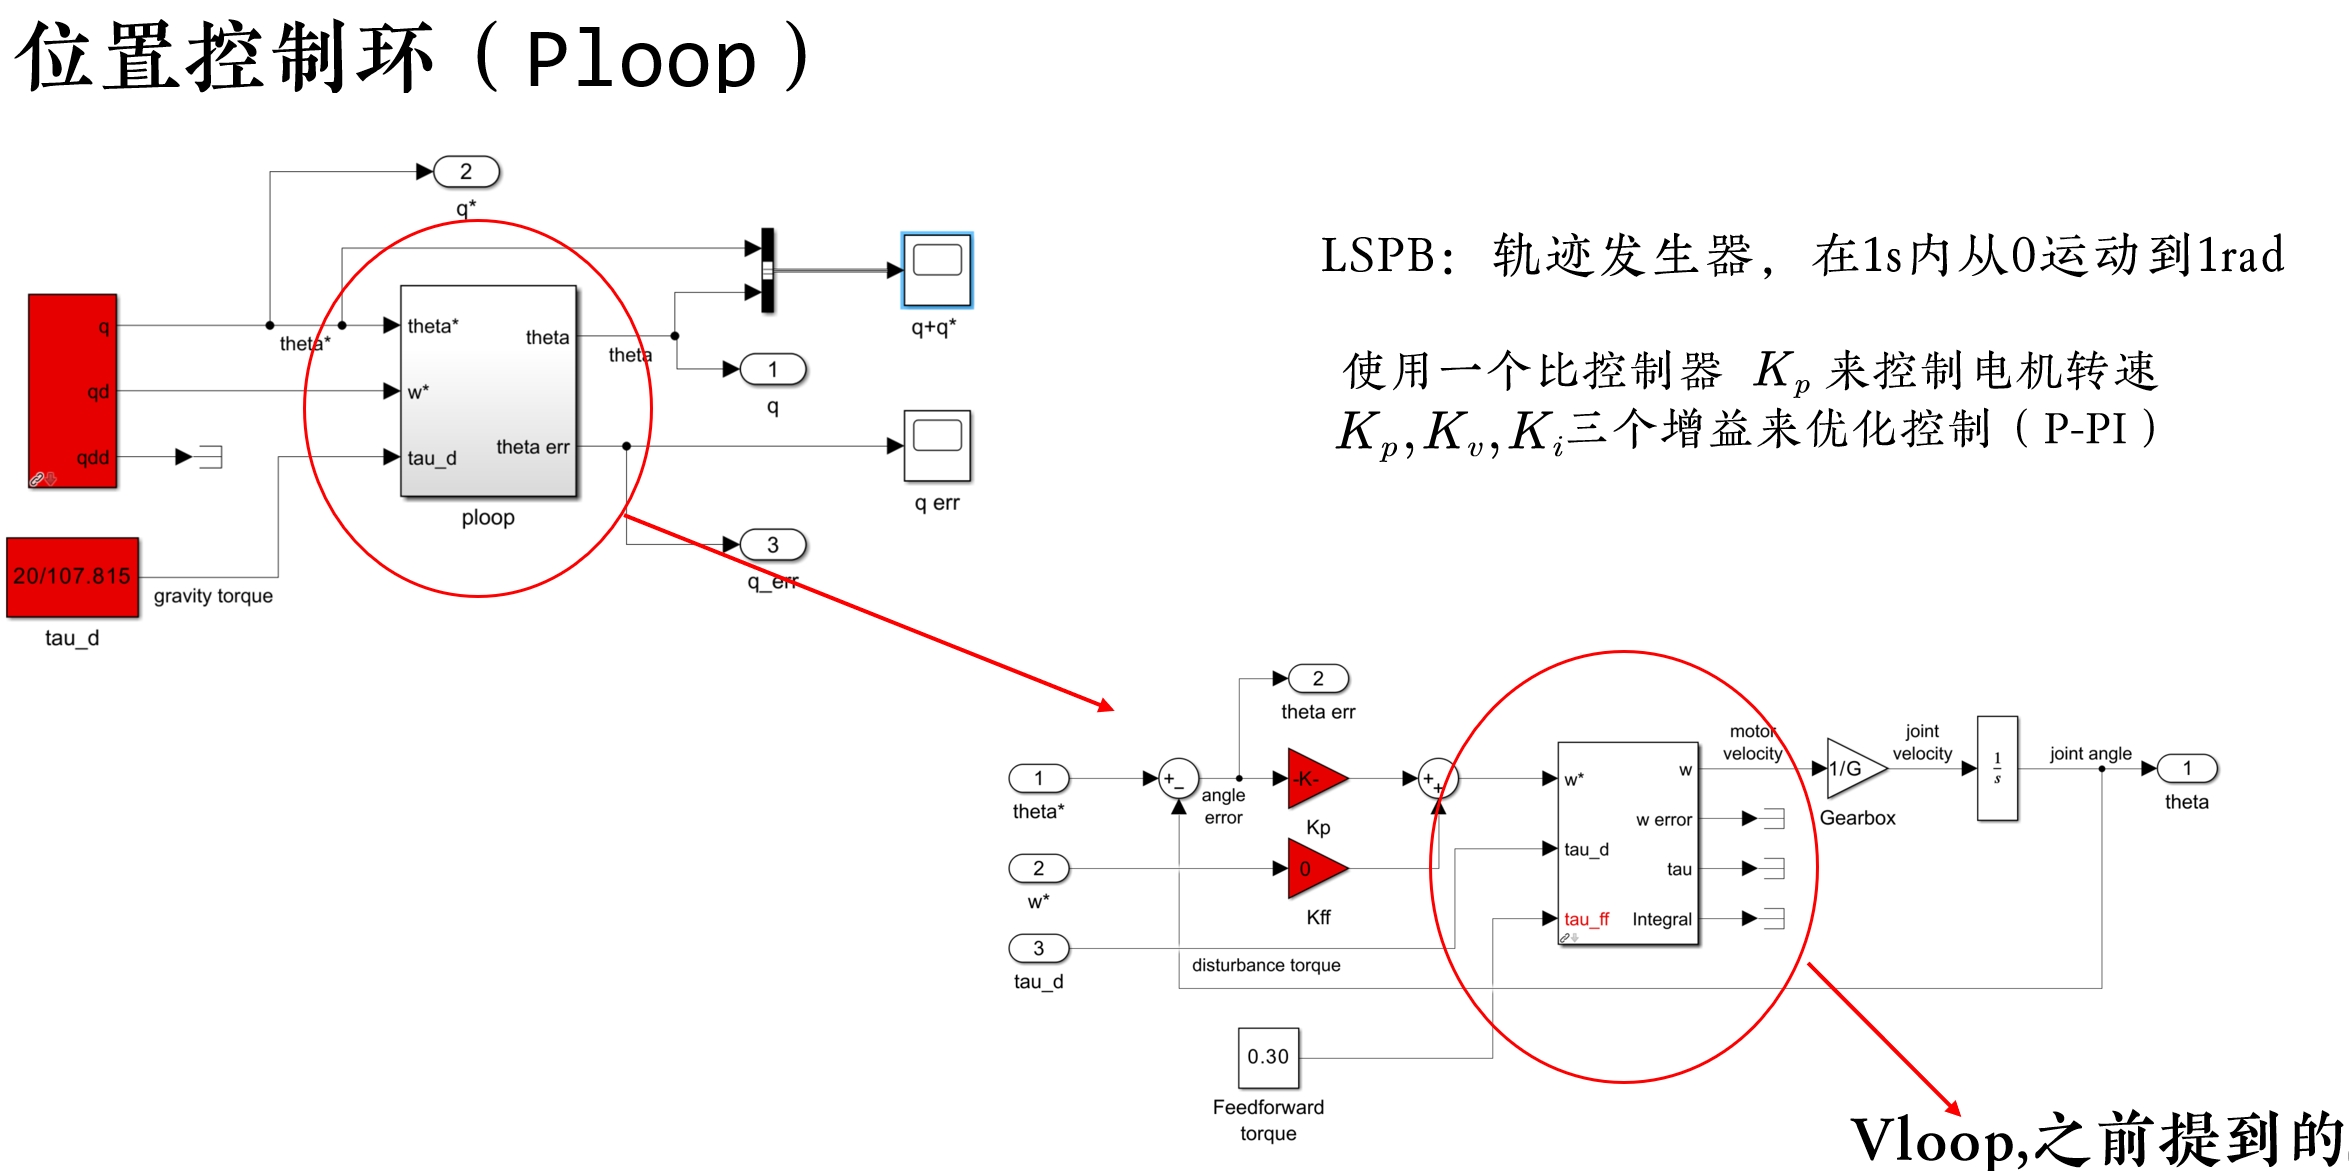 位置控制环（Ploop）
2
q*
q
theta*
theta*
theta
theta
q+q*
qd
w*
1
q
qdd
tau_d
theta err
q err
ploop
3
q_err
20/107.815
gravity torque
tau_d
LSPB：轨迹发生器，在1s内从0运动到1rad
使用一个比控制器 Kp 来控制电机转速
Kp,Kv,Ki三个增益来优化控制（P-PI）
2
theta err
1
theta*
+
−
angle
error
-K-
Kp
+
+
w*
w
motor
velocity
1/G
Gearbox
joint
velocity
1
s
joint angle
1
theta
w error
2
w*
0
Kff
tau_d
tau
tau_ff
Integral
3
tau_d
disturbance torque
0.30
Feedforward
torque
Vloop,之前提到的